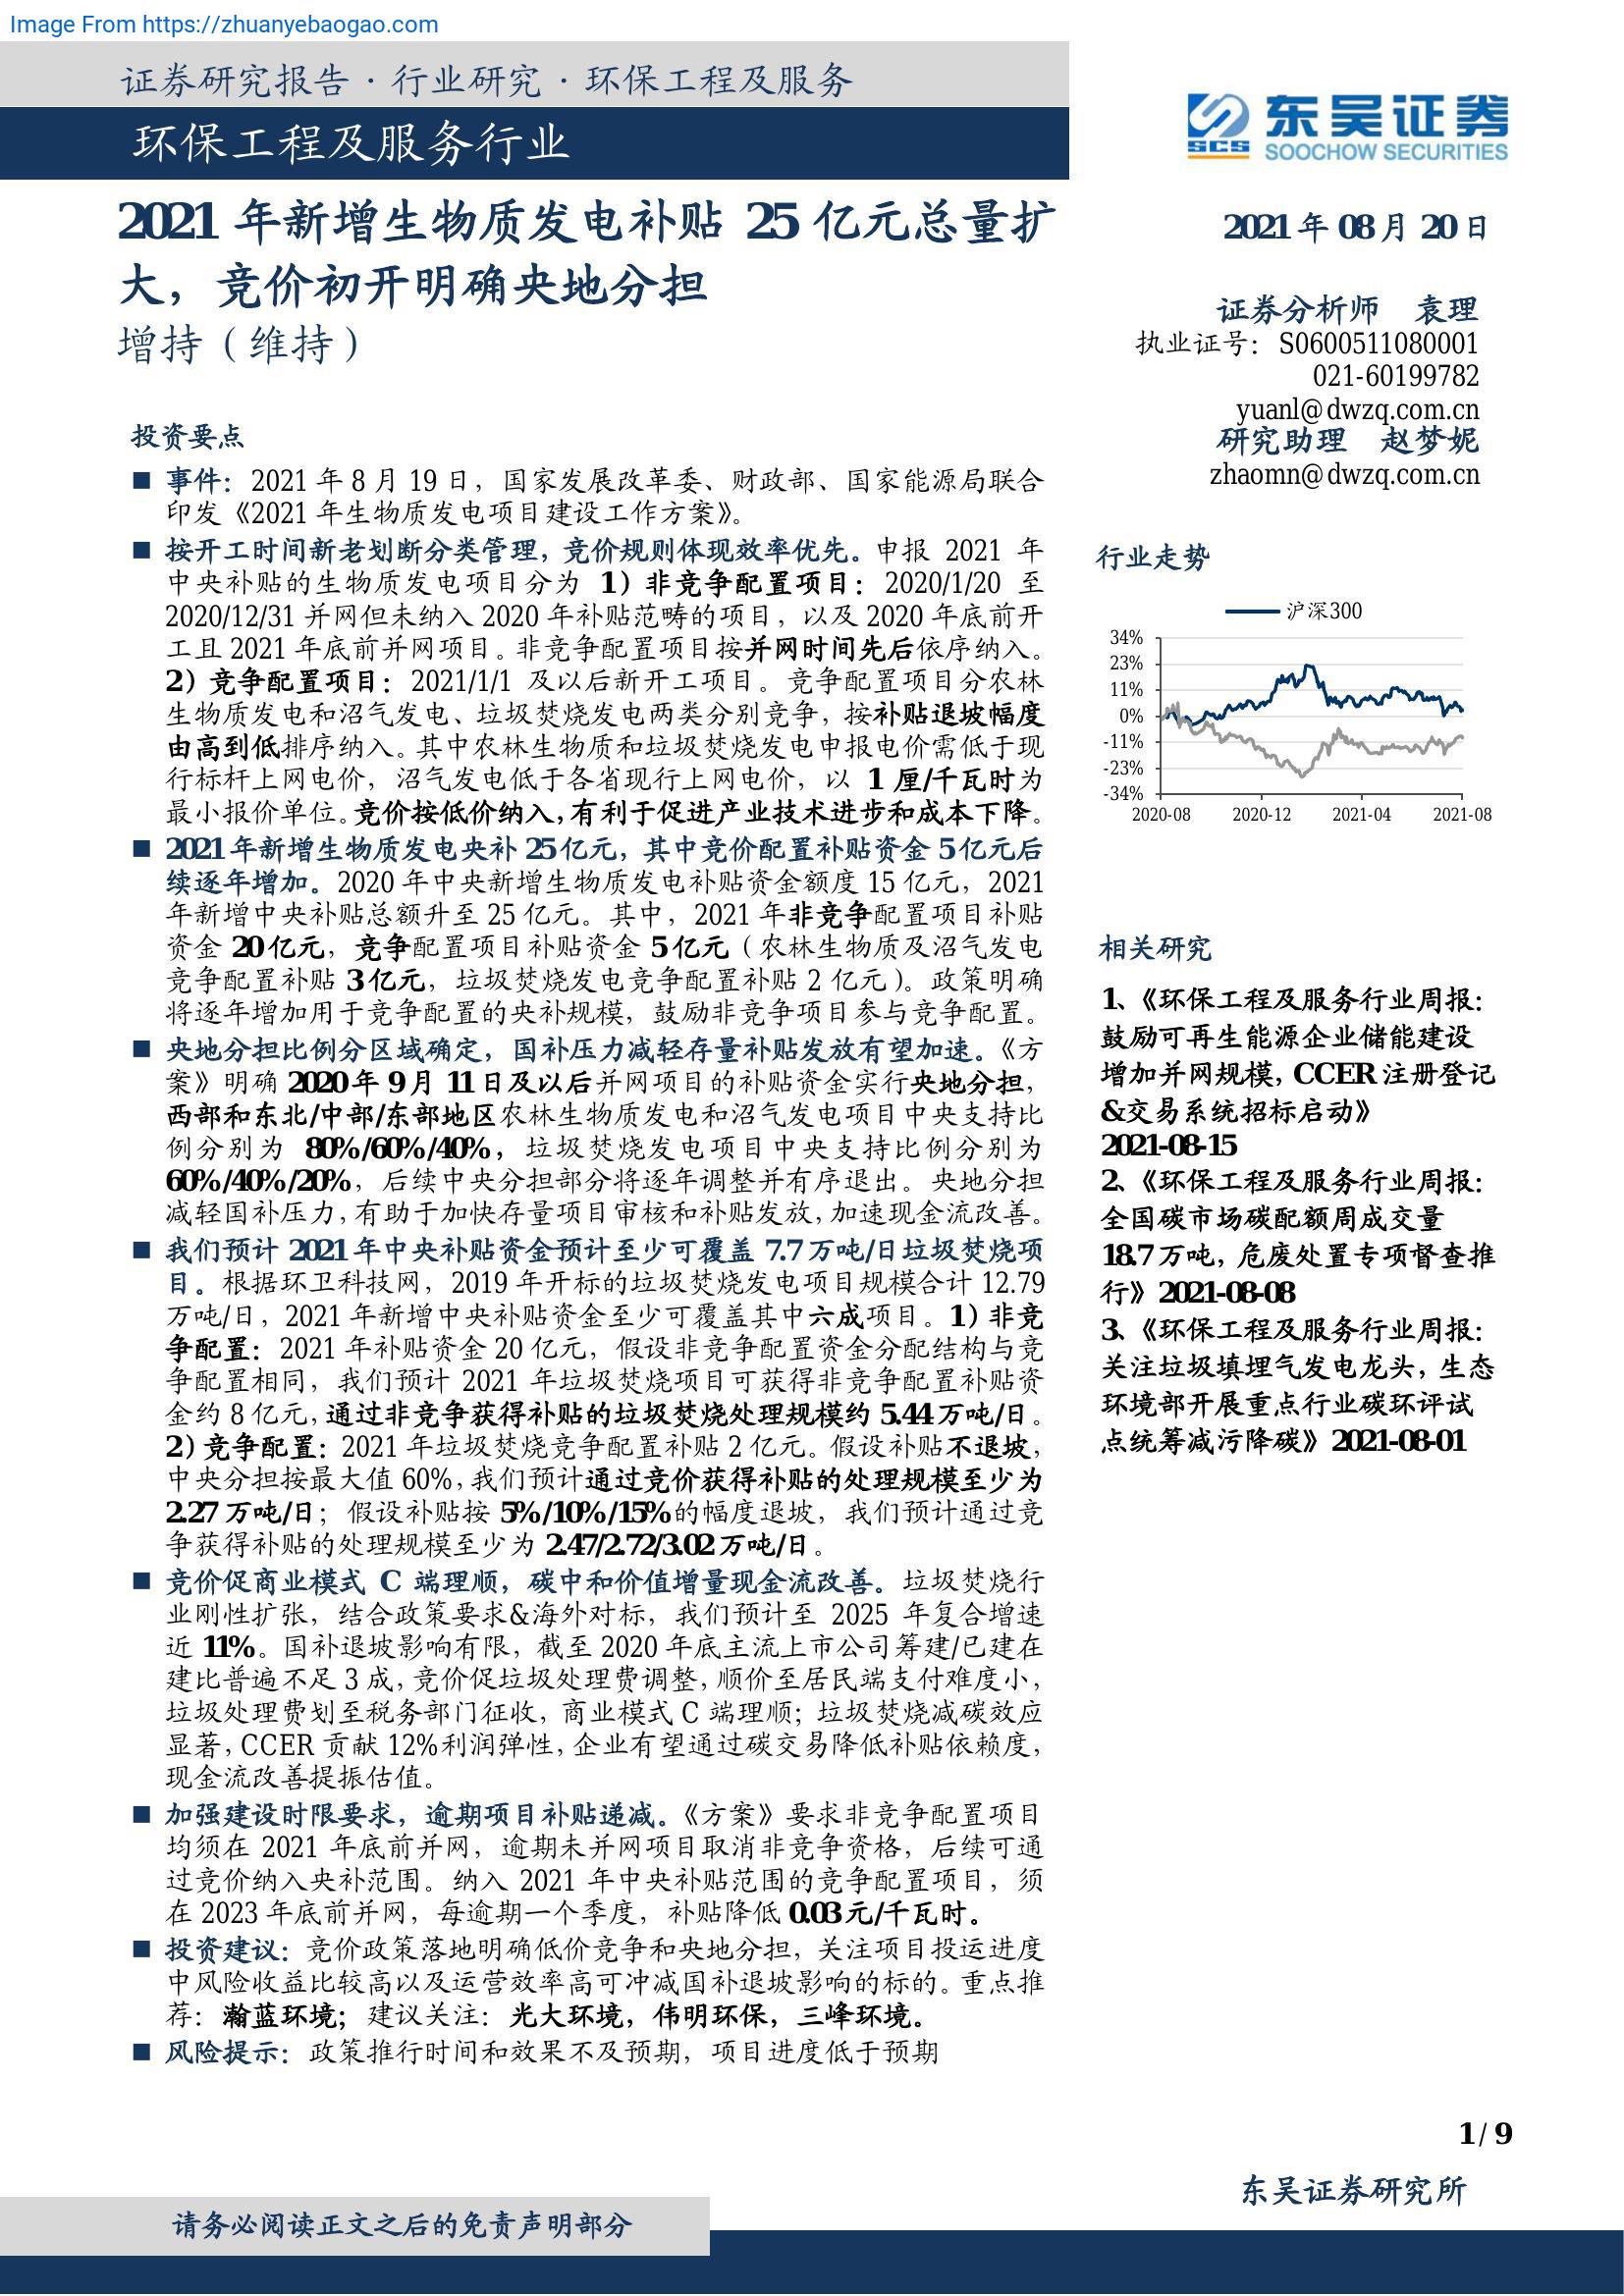 Image From https://zhuanyebaogao.com
证券研究报告·行业研究·环保工程及服务
环保工程及服务行业
东吴证券
SCS
SOOCHOW SECURITIES
2021 年新增生物质发电补贴 25 亿元总量扩
大，竞价初开明确央地分担
增持（维持）
2021 年 08 月 20 日
证券分析师 袁理
执业证号：S0600511080001
021-60199782
yuanl@dwzq.com.cn
研究助理 赵梦妮
zhaomn@dwzq.com.cn
投资要点
■ 事件：2021 年 8 月 19 日，国家发展改革委、财政部、国家能源局联合
印发《2021 年生物质发电项目建设工作方案》。
■ 按开工时间新老划断分类管理，竞价规则体现效率优先。申报 2021 年
中央补贴的生物质发电项目分为 1）非竞争配置项目：2020/1/20 至
2020/12/31 并网但未纳入 2020 年补贴范畴的项目，以及 2020 年底前开
工且 2021 年底前并网项目。非竞争配置项目按并网时间先后依序纳入。
2）竞争配置项目：2021/1/1 及以后新开工项目。竞争配置项目分农林
生物质发电和沼气发电、垃圾焚烧发电两类分别竞争，按补贴退坡幅度
由高到低排序纳入。其中农林生物质和垃圾焚烧发电申报电价需低于现
行标杆上网电价，沼气发电低于各省现行上网电价，以 1 厘/千瓦时为
最小报价单位。竞价按低价纳入，有利于促进产业技术进步和成本下降。
■ 2021 年新增生物质发电央补 25 亿元，其中竞价配置补贴资金 5 亿元后
续逐年增加。2020 年中央新增生物质发电补贴资金额度 15 亿元，2021
年新增中央补贴总额升至 25 亿元。其中，2021 年非竞争配置项目补贴
资金 20 亿元，竞争配置项目补贴资金 5 亿元（农林生物质及沼气发电
竞争配置补贴 3 亿元，垃圾焚烧发电竞争配置补贴 2 亿元）。政策明确
将逐年增加用于竞争配置的央补规模，鼓励非竞争项目参与竞争配置。
■ 央地分担比例分区域确定，国补压力减轻存量补贴发放有望加速。《方
案》明确 2020 年 9 月 11 日及以后并网项目的补贴资金实行央地分担，
西部和东北/中部/东部地区农林生物质发电和沼气发电项目中央支持比
例分别为 80%/60%/40%，垃圾焚烧发电项目中央支持比例分别为
60%/40%/20%，后续中央分担部分将逐年调整并有序退出。央地分担
减轻国补压力，有助于加快存量项目审核和补贴发放，加速现金流改善。
■ 我们预计 2021 年中央补贴资金预计至少可覆盖 7.7 万吨/日垃圾焚烧项
目。根据环卫科技网，2019 年开标的垃圾焚烧发电项目规模合计 12.79
万吨/日，2021 年新增中央补贴资金至少可覆盖其中六成项目。1）非竞
争配置：2021 年补贴资金 20 亿元，假设非竞争配置资金分配结构与竞
争配置相同，我们预计 2021 年垃圾焚烧项目可获得非竞争配置补贴资
金约 8 亿元，通过非竞争获得补贴的垃圾焚烧处理规模约 5.44 万吨/日。
2）竞争配置：2021 年垃圾焚烧竞争配置补贴 2 亿元。假设补贴不退坡，
中央分担按最大值 60%，我们预计通过竞价获得补贴的处理规模至少为
2.27 万吨/日；假设补贴按 5%/10%/15%的幅度退坡，我们预计通过竞
争获得补贴的处理规模至少为 2.47/2.72/3.02 万吨/日。
■ 竞价促商业模式 C 端理顺，碳中和价值增量现金流改善。垃圾焚烧行
业刚性扩张，结合政策要求&海外对标，我们预计至 2025 年复合增速
近 11%。国补退坡影响有限，截至 2020 年底主流上市公司筹建/已建在
建比普遍不足 3 成，竞价促垃圾处理费调整，顺价至居民端支付难度小，
垃圾处理费划至税务部门征收，商业模式 C 端理顺；垃圾焚烧减碳效应
显著，CCER 贡献 12%利润弹性，企业有望通过碳交易降低补贴依赖度，
现金流改善提振估值。
■ 加强建设时限要求，逾期项目补贴递减。《方案》要求非竞争配置项目
均须在 2021 年底前并网，逾期未并网项目取消非竞争资格，后续可通
过竞价纳入央补范围。纳入 2021 年中央补贴范围的竞争配置项目，须
在 2023 年底前并网，每逾期一个季度，补贴降低 0.03 元/千瓦时。
■ 投资建议：竞价政策落地明确低价竞争和央地分担，关注项目投运进度
中风险收益比较高以及运营效率高可冲减国补退坡影响的标的。重点推
荐：瀚蓝环境；建议关注：光大环境，伟明环保，三峰环境。
■ 风险提示：政策推行时间和效果不及预期，项目进度低于预期
行业走势
沪深300
34%
23%
11%
0%
-11%
-23%
-34%
2020-08 2020-12 2021-04 2021-08
相关研究
1、《环保工程及服务行业周报：
鼓励可再生能源企业储能建设
增加并网规模，CCER 注册登记
&交易系统招标启动》
2021-08-15
2、《环保工程及服务行业周报：
全国碳市场碳配额周成交量
18.7 万吨，危废处置专项督查推
行》2021-08-08
3、《环保工程及服务行业周报：
关注垃圾填埋气发电龙头，生态
环境部开展重点行业碳环评试
点统筹减污降碳》2021-08-01
1 / 9
东吴证券研究所
请务必阅读正文之后的免责声明部分